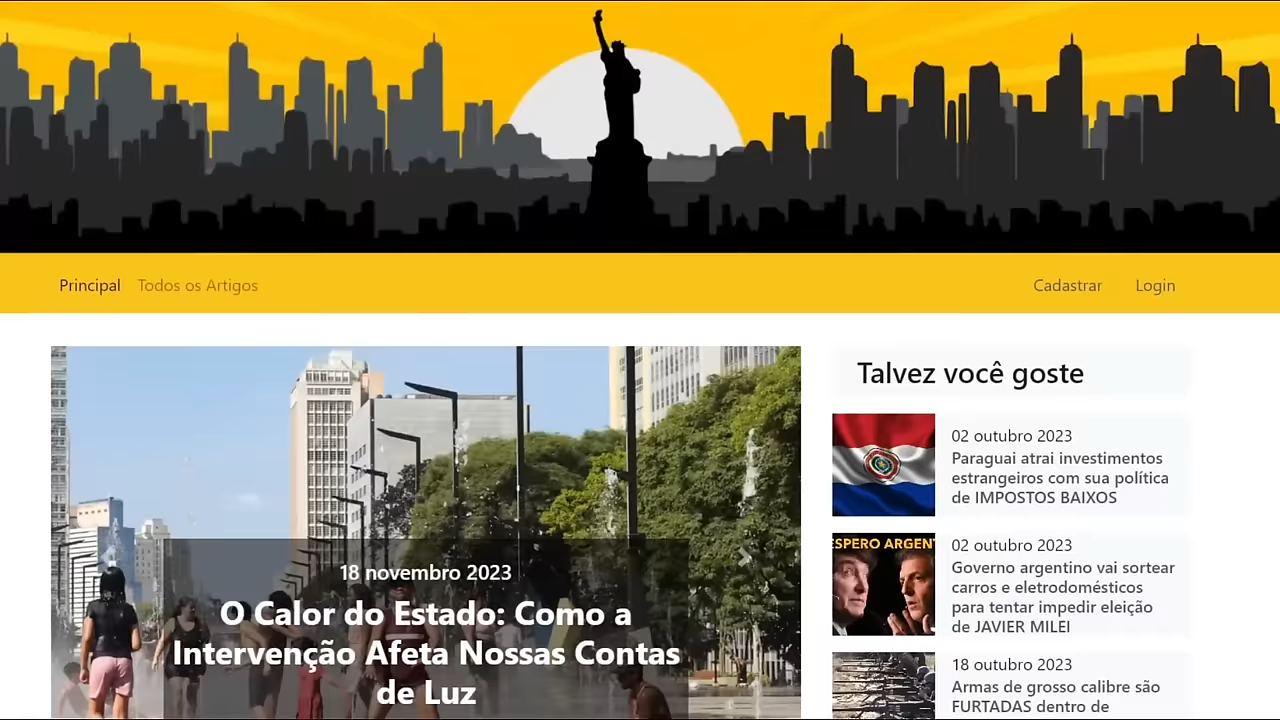 Principal
Todos os Artigos
Cadastrar
Login
18 novembro 2023
O Calor do Estado: Como a
Intervenção Afeta Nossas Contas
de Luz
Talvez você goste
02 outubro 2023
Paraguai atrai investimentos
estrangeiros com sua política
de IMPOSTOS BAIXOS
SPERO ARGENT
02 outubro 2023
Governo argentino vai sortear
carros e eletrodomésticos
para tentar impedir eleição
de JAVIER MILEI
18 outubro 2023
Armas de grosso calibre são
FURTADAS dentro de